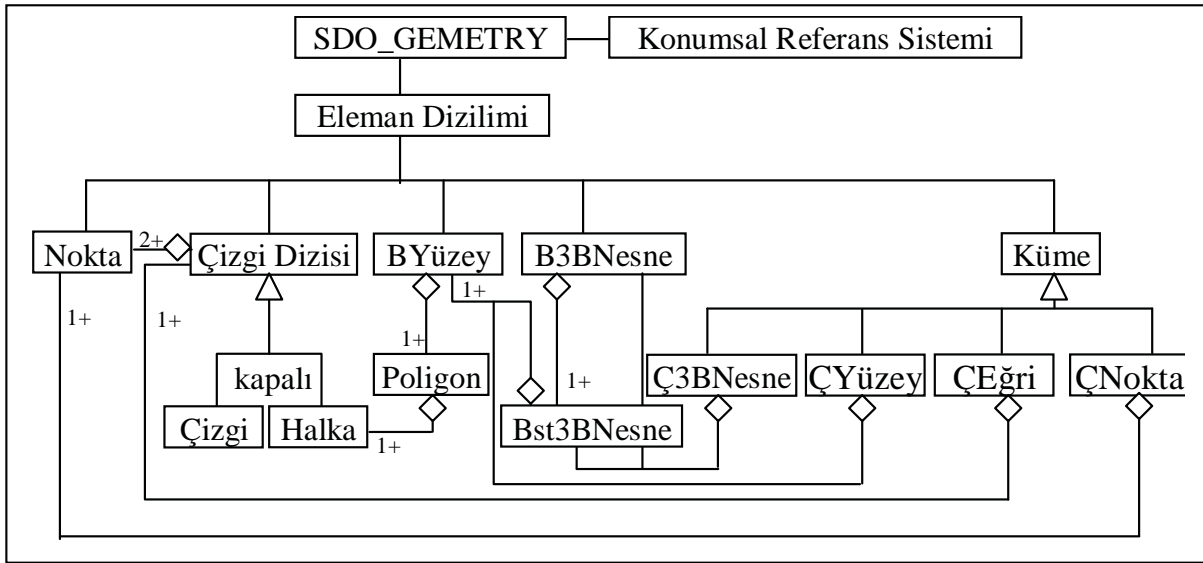 SDO_GEMETRY
Konumsal Referans Sistemi
Eleman Dizilimi
Nokta
2+
Çizgi Dizisi
BYüzey
B3BNesne
Küme
1+
1+
1+
1+
kapalı
Poligon
1+
Ç3BNesne
ÇYüzey
ÇEğri
ÇNokta
Çizgi
Halka
1+
Bst3BNesne